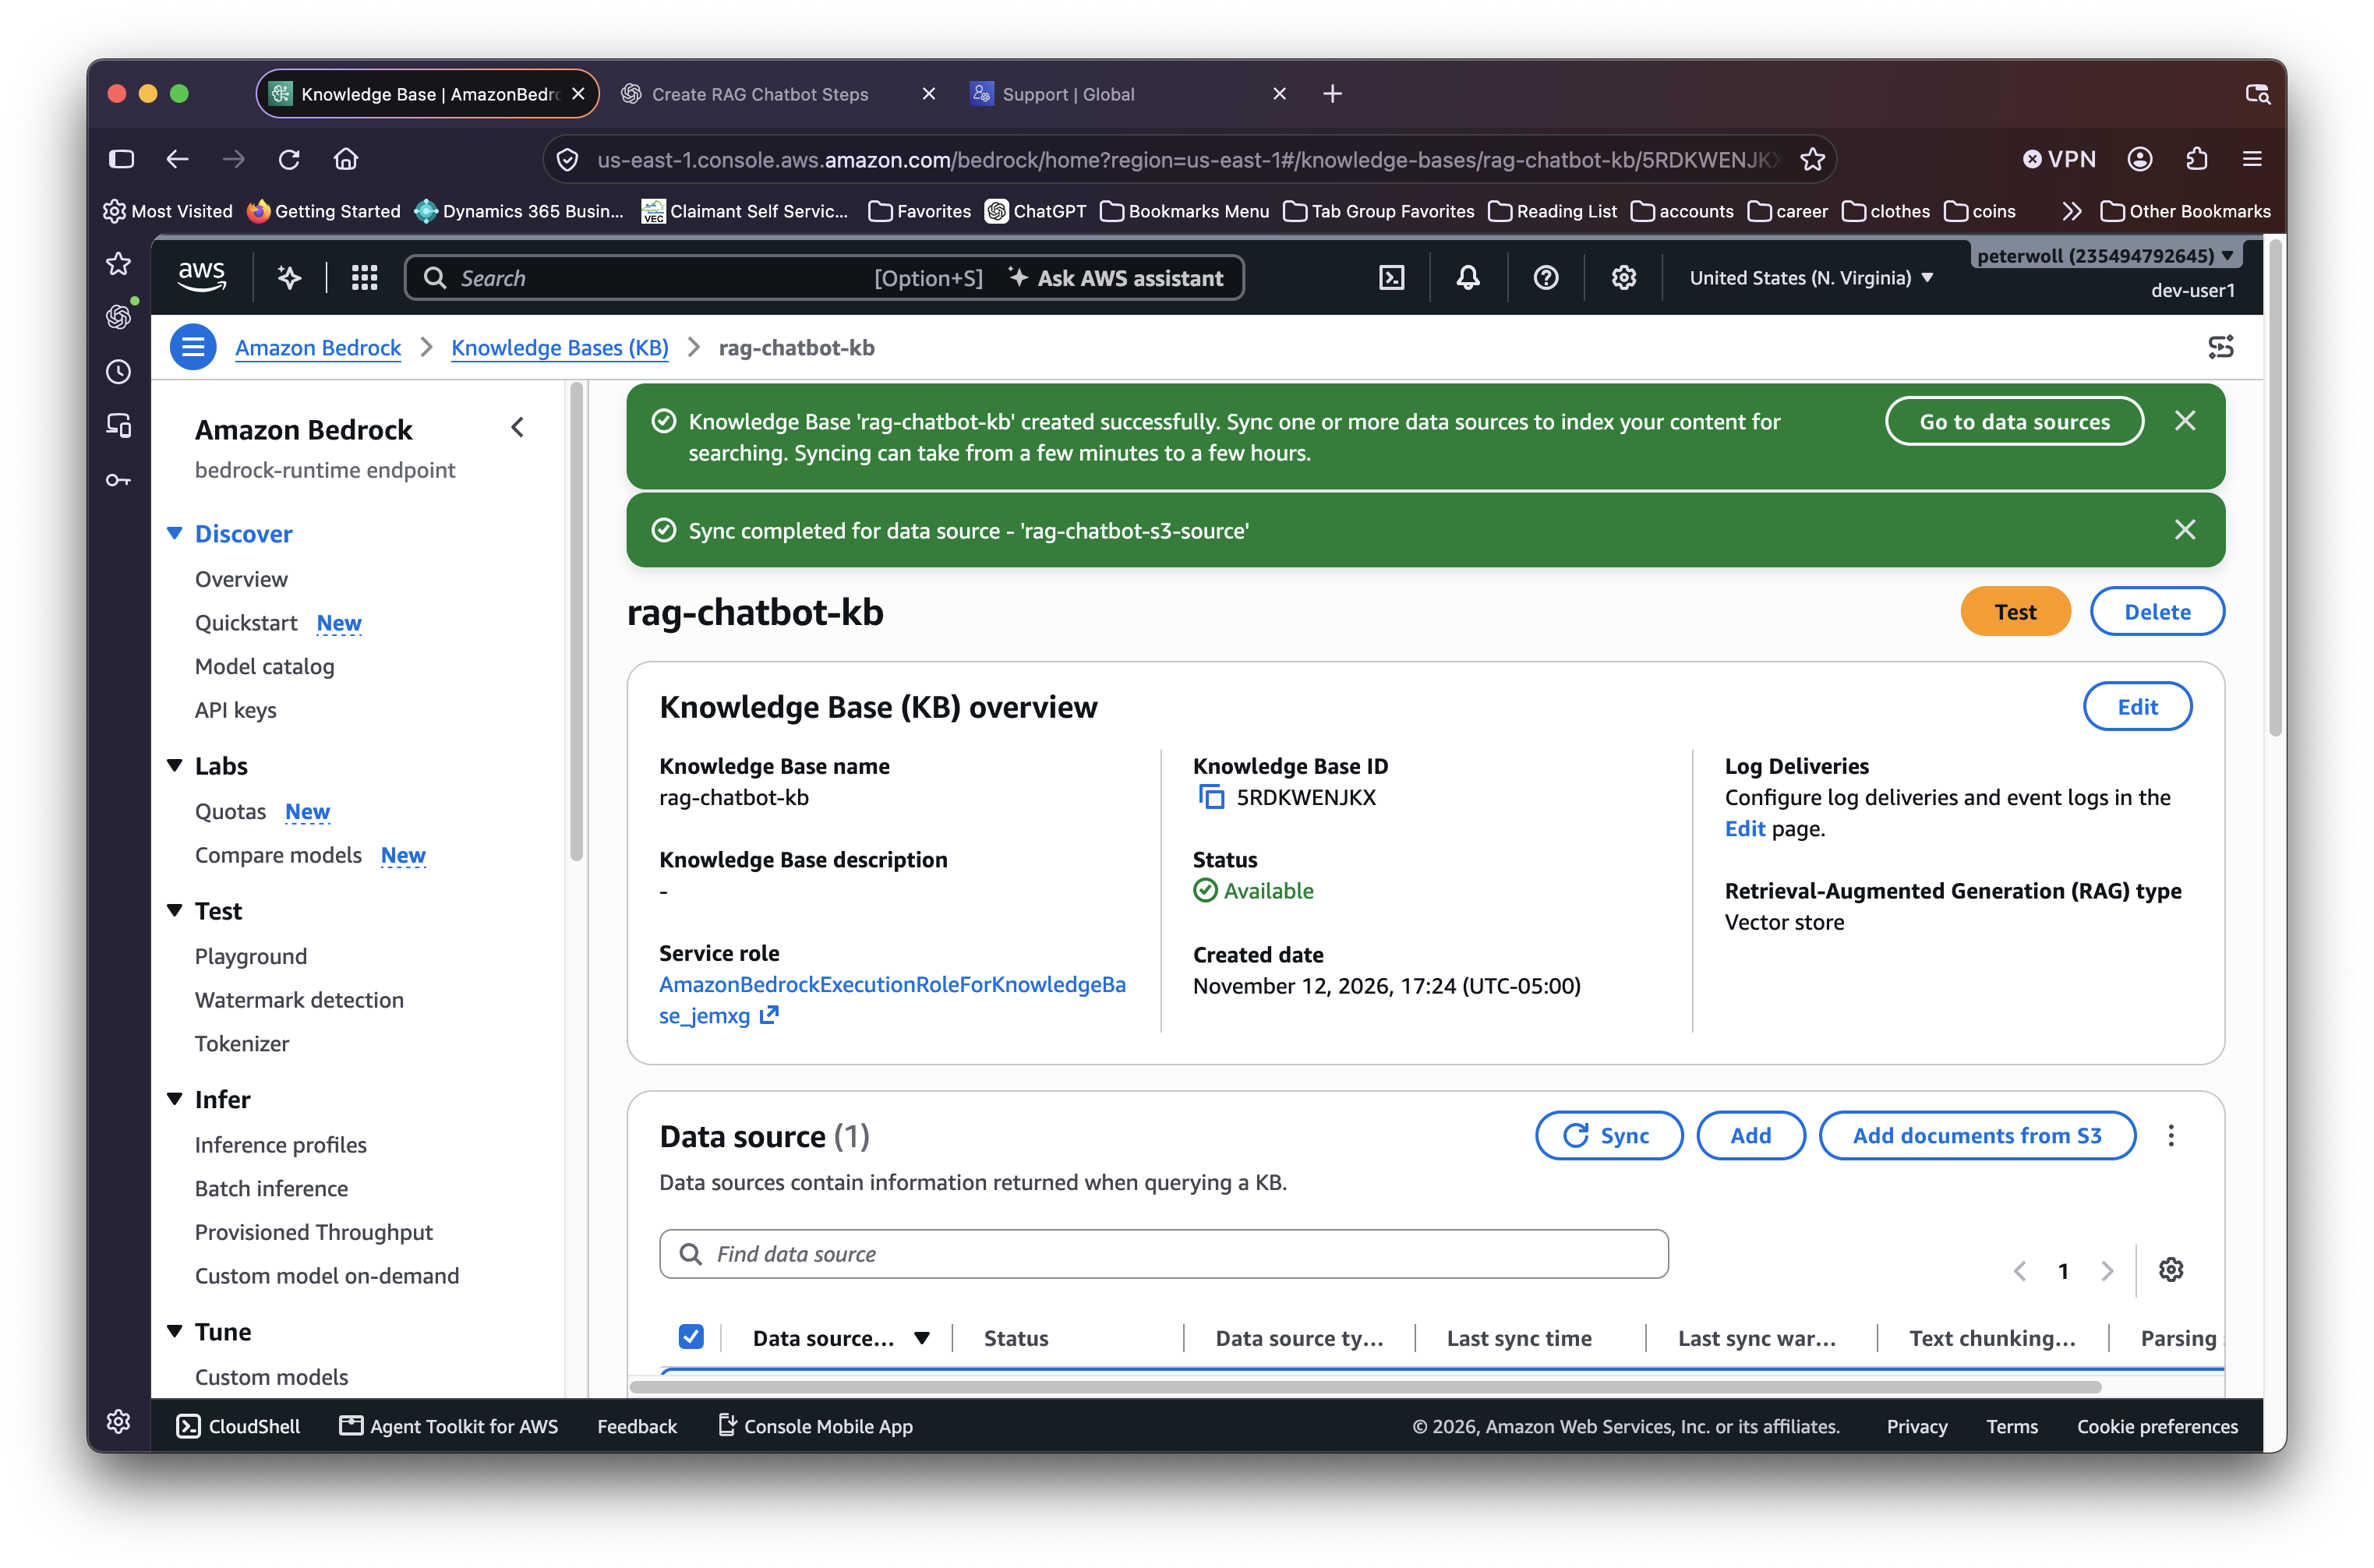 Knowledge Base | AmazonBedro
Create RAG Chatbot Steps
Support | Global
us-east-1.console.aws.amazon.com/bedrock/home?region=us-east-1#/knowledge-bases/rag-chatbot-kb/5RDKWENJKX
VPN
Most Visited
Getting Started
Dynamics 365 Busin...
VEC
Claimant Self Servic...
Favorites
ChatGPT
Bookmarks Menu
Tab Group Favorites
Reading List
accounts
career
clothes
coins
Other Bookmarks
aws
Search
[Option+S]
Ask AWS assistant
United States (N. Virginia)
peterwoll (235494792645)
dev-user1
Amazon Bedrock
Knowledge Bases (KB)
rag-chatbot-kb
Amazon Bedrock
bedrock-runtime endpoint
Discover
Overview
Quickstart New
Model catalog
API keys
Labs
Quotas New
Compare models New
Test
Playground
Watermark detection
Tokenizer
Infer
Inference profiles
Batch inference
Provisioned Throughput
Custom model on-demand
Tune
Custom models
Knowledge Base 'rag-chatbot-kb' created successfully. Sync one or more data sources to index your content for
searching. Syncing can take from a few minutes to a few hours.
Go to data sources
Sync completed for data source - 'rag-chatbot-s3-source'
rag-chatbot-kb
Test
Delete
Knowledge Base (KB) overview
Edit
Knowledge Base name
rag-chatbot-kb
Knowledge Base description
-
Service role
AmazonBedrockExecutionRoleForKnowledgeBa
se_jemxg
Knowledge Base ID
5RDKWENJKX
Status
Available
Created date
November 12, 2026, 17:24 (UTC-05:00)
Log Deliveries
Configure log deliveries and event logs in the
Edit page.
Retrieval-Augmented Generation (RAG) type
Vector store
Data source (1)
Sync
Add
Add documents from S3
Data sources contain information returned when querying a KB.
Find data source
1
Data source...
Status
Data source ty...
Last sync time
Last sync war...
Text chunking...
Parsing
CloudShell
Agent Toolkit for AWS
Feedback
Console Mobile App
© 2026, Amazon Web Services, Inc. or its affiliates.
Privacy
Terms
Cookie preferences